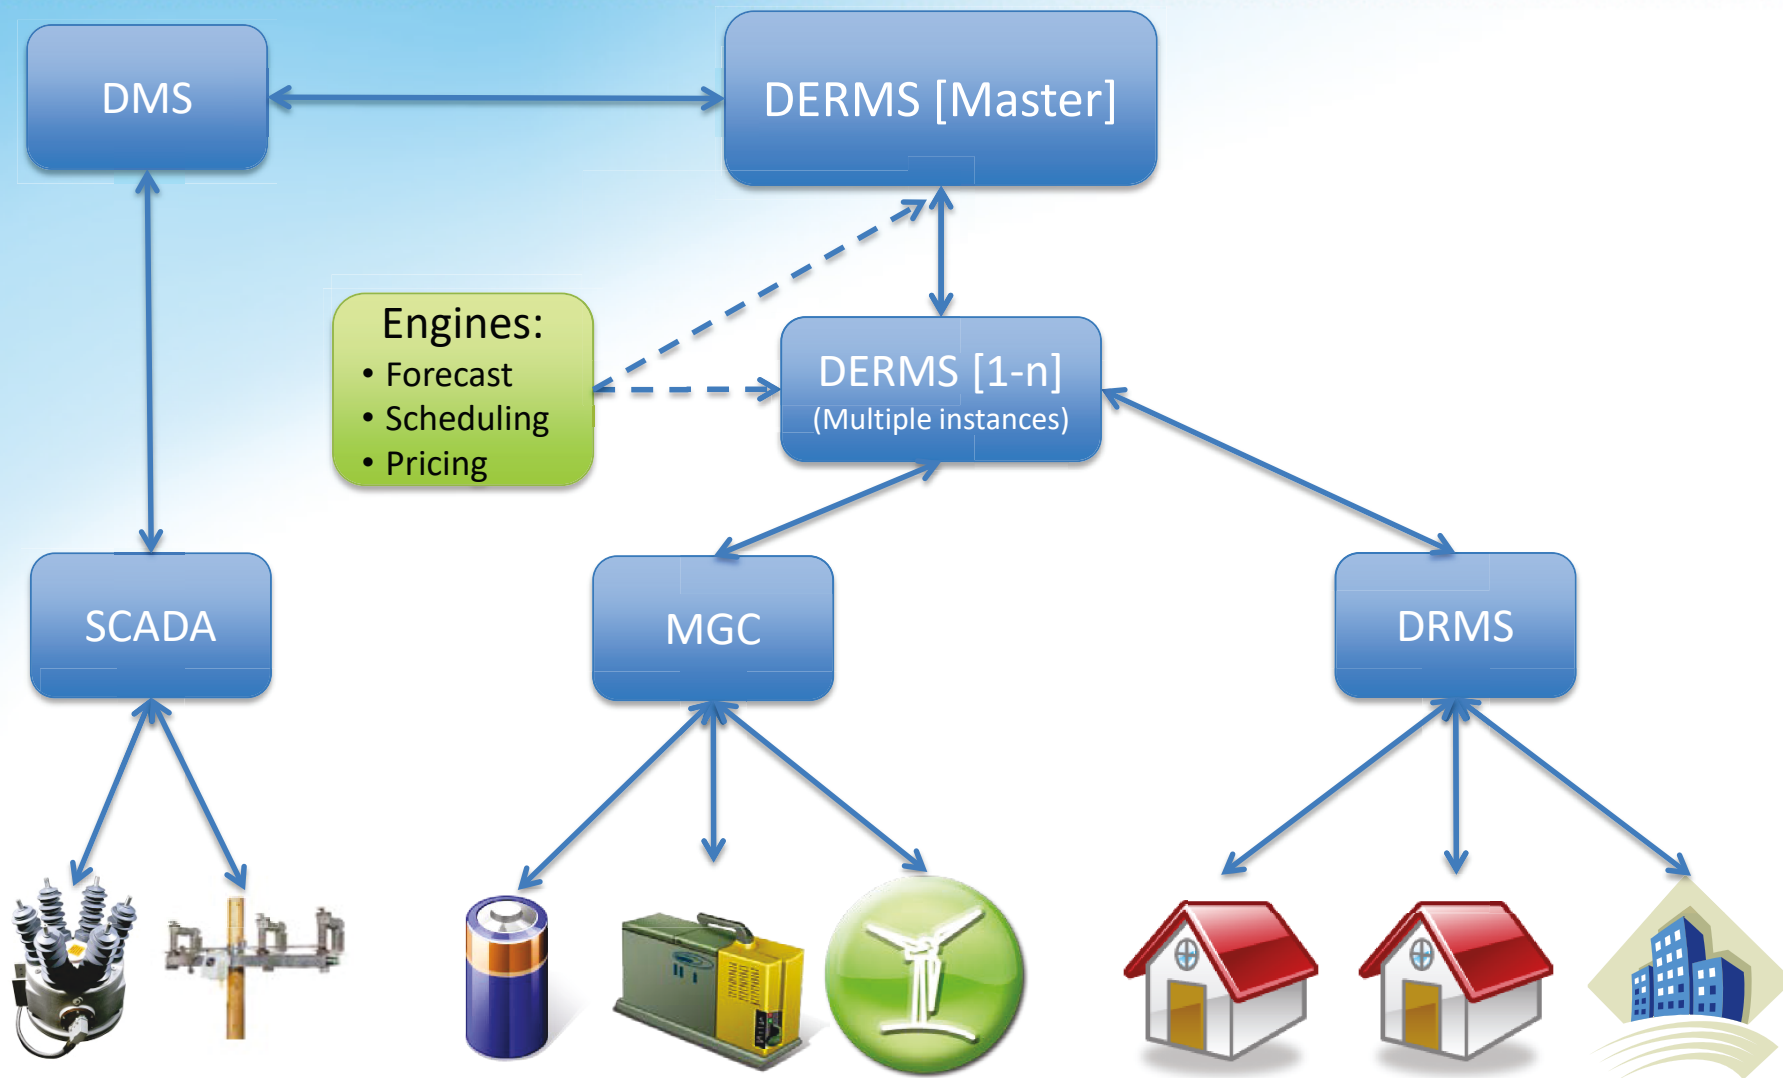 DMS
DERMS [Master]
Engines:
• Forecast
• Scheduling
• Pricing
DERMS [1-n]
(Multiple instances)
SCADA
MGC
DRMS